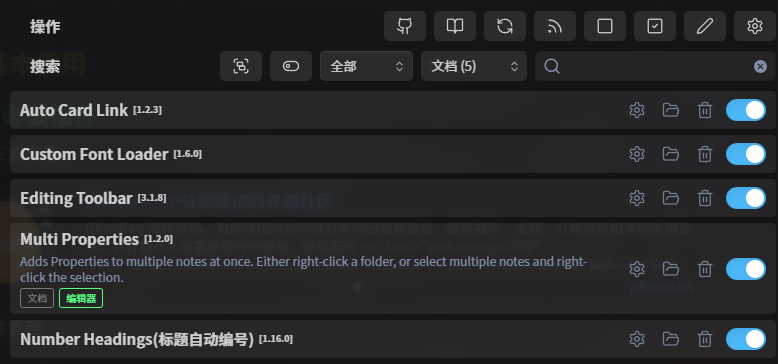 操作
搜索 全部 文档 (5)
Auto Card Link [1.2.3]
Custom Font Loader [1.6.0]
Editing Toolbar [3.1.8]
Multi Properties [1.2.0]
Adds Properties to multiple notes at once. Either right-click a folder, or select multiple notes and right-
click the selection.
文档 编辑器
Number Headings(标题自动编号) [1.16.0]